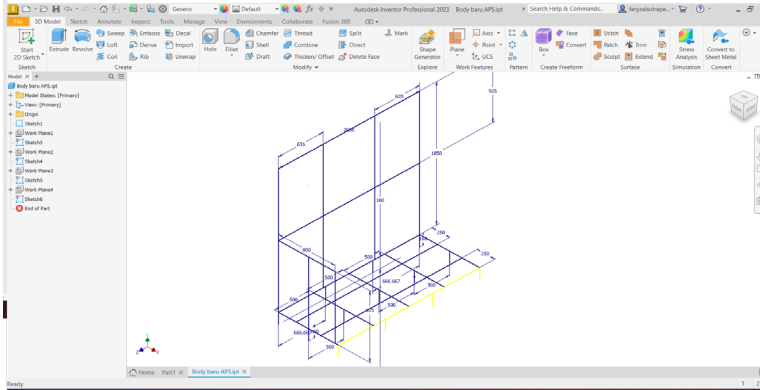 Generic
Default
Autodesk Inventor Professional 2023 Body baru APS.ipt
Search Help & Commands...
File 3D Model Sketch Annotate Inspect Tools Manage View Environments Collaborate Fusion 360
Start
2D Sketch
Extrude Revolve
Sweep Emboss Decal
Loft Derive Import
Coil Rib Unwrap
Hole Fillet
Chamfer Thread Split Mark
Shell Combine Direct
Draft Thicken/ Offset Delete Face
Shape
Generator
Plane
Axis
Point
UCS
Box
Face
Convert
Stitch Patch
Trim
Sculpt Extend
Stress
Analysis
Convert to
Sheet Metal
Sketch Create Modify Explore Work Features Pattern Create Freeform Surface Simulation Convert
Model
Body baru APS.ipt
Model States: [Primary]
View: [Primary]
Origin
Sketch1
Work Plane1
Sketch3
Work Plane2
Sketch4
Work Plane3
Sketch5
Work Plane4
Sketch6
End of Part
925
635
2000
635
1850
160
250
800
500
250
500
666.667
500
500
500
500
Home Part1 Body baru APS.ipt
Ready
1 2